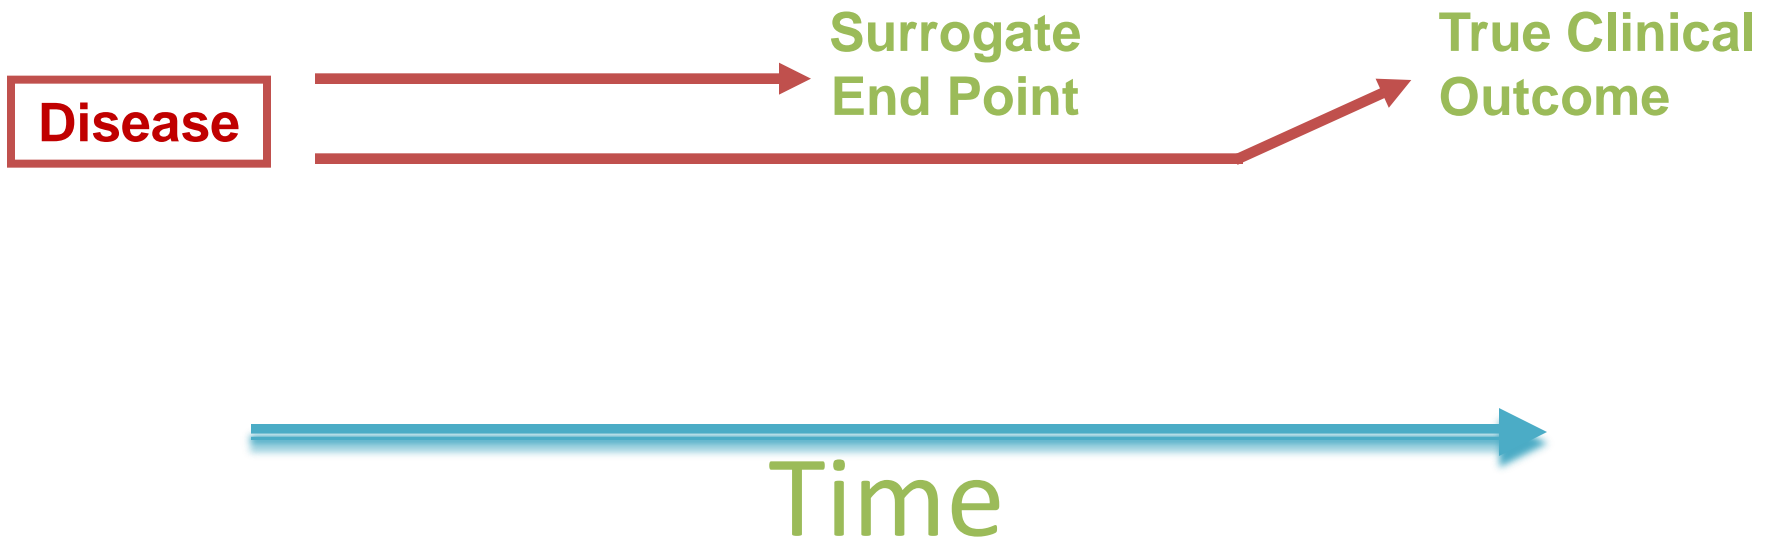 Disease
Surrogate
End Point
True Clinical
Outcome
Time